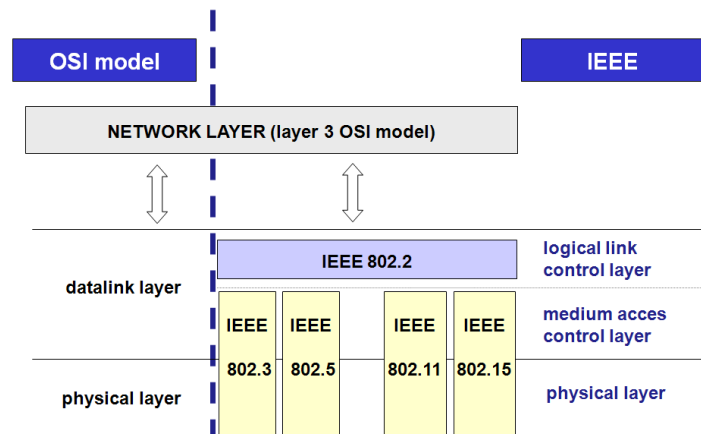 OSI model
IEEE
NETWORK LAYER (layer 3 OSI model)
IEEE 802.2
logical link
control layer
datalink layer
IEEE IEEE IEEE IEEE
medium acces
control layer
802.3 802.5 802.11 802.15
physical layer
physical layer